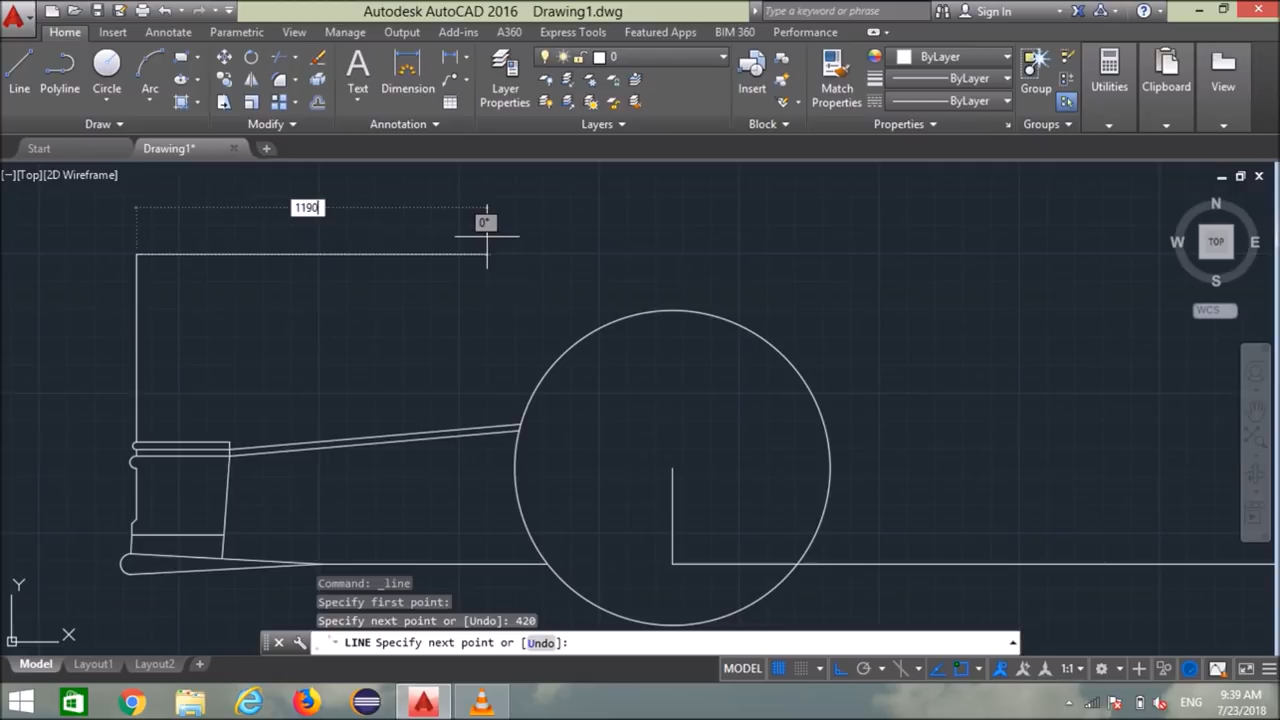 Autodesk AutoCAD 2016 Drawing1.dwg
Type a keyword or phrase
Sign In
Home Insert Annotate Parametric View Manage Output Add-ins A360 Express Tools Featured Apps BIM 360 Performance
Line Polyline Circle Arc
Text Dimension
Layer Properties
0
Insert
Match Properties
ByLayer
ByLayer
ByLayer
Group
Utilities Clipboard View
Draw Modify Annotation Layers Block Properties Groups
Start Drawing1*
[−][Top][2D Wireframe]
1190
0°
N
W TOP E
S
WCS
Y
X
Command: _line
Specify first point:
Specify next point or [Undo]: 420
LINE Specify next point or [Undo]:
Model Layout1 Layout2
MODEL
1:1
ENG
9:39 AM
7/23/2018